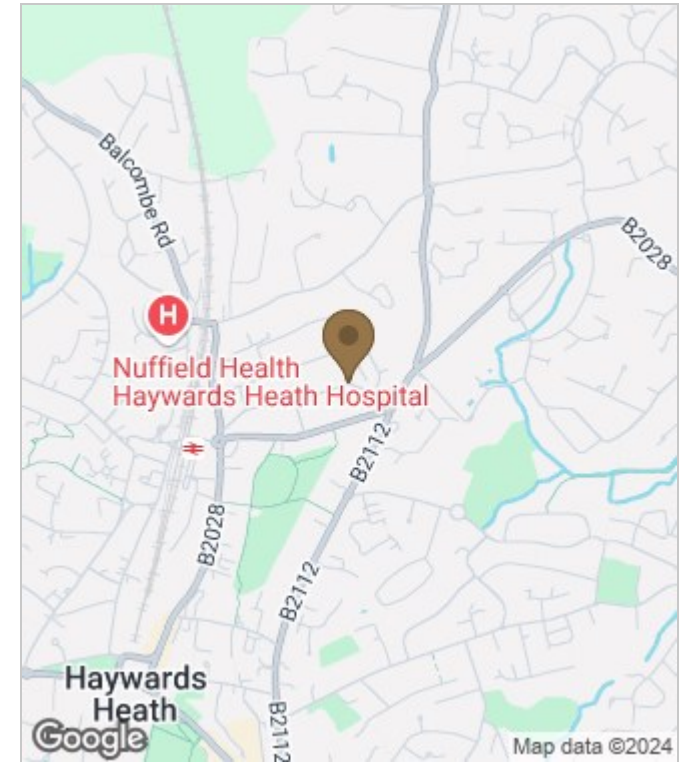 Balcombe Rd
B2028
H
Nuffield Health
Haywards Heath Hospital
B2112
B2028
B2112
Haywards
Heath
B2112
Google
Map data ©2024